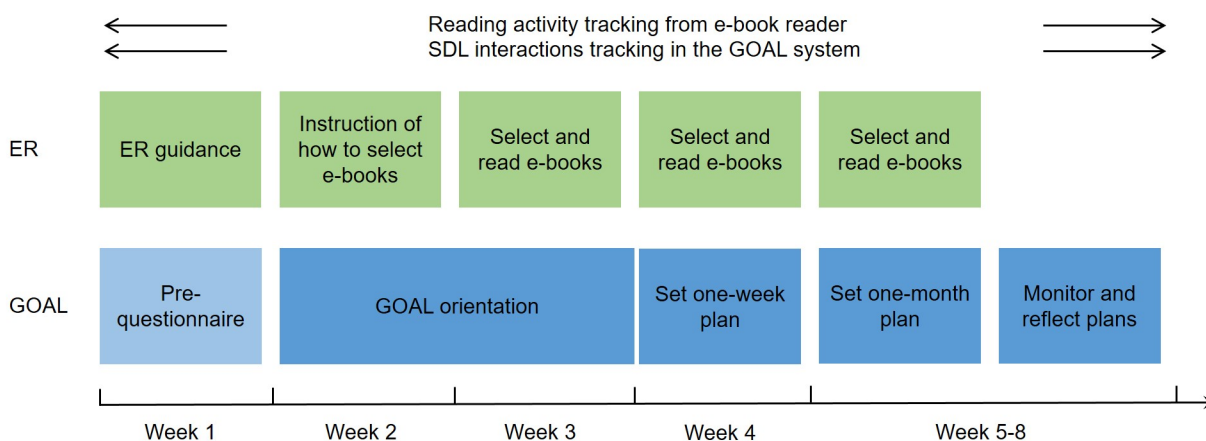 Reading activity tracking from e-book reader
SDL interactions tracking in the GOAL system
ER
ER guidance
Instruction of
how to select
e-books
Select and
read e-books
Select and
read e-books
Select and
read e-books
GOAL
Pre-
questionnaire
GOAL orientation
Set one-week
plan
Set one-month
plan
Monitor and
reflect plans
Week 1
Week 2
Week 3
Week 4
Week 5-8